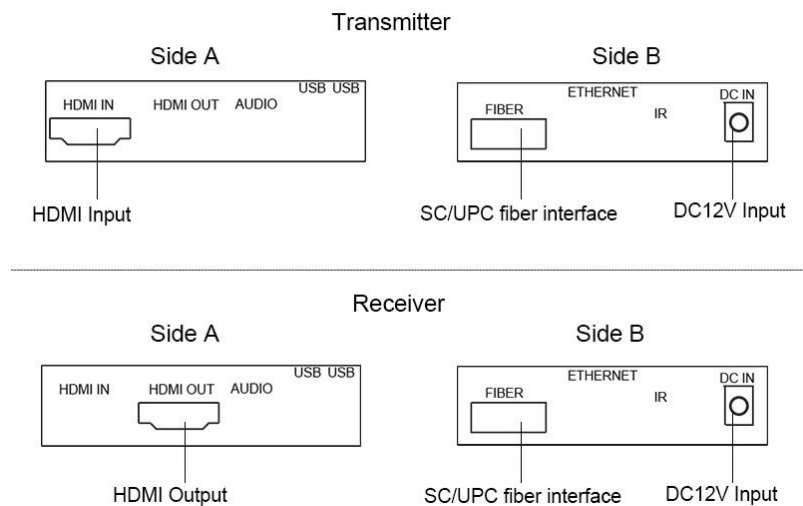 Transmitter
Side A
Side B
USB USB
HDMI IN HDMI OUT AUDIO
ETHERNET
DC IN
FIBER
IR
HDMI Input
SC/UPC fiber interface
DC12V Input
Receiver
Side A
Side B
USB USB
HDMI IN HDMI OUT AUDIO
ETHERNET
DC IN
FIBER
IR
HDMI Output
SC/UPC fiber interface
DC12V Input